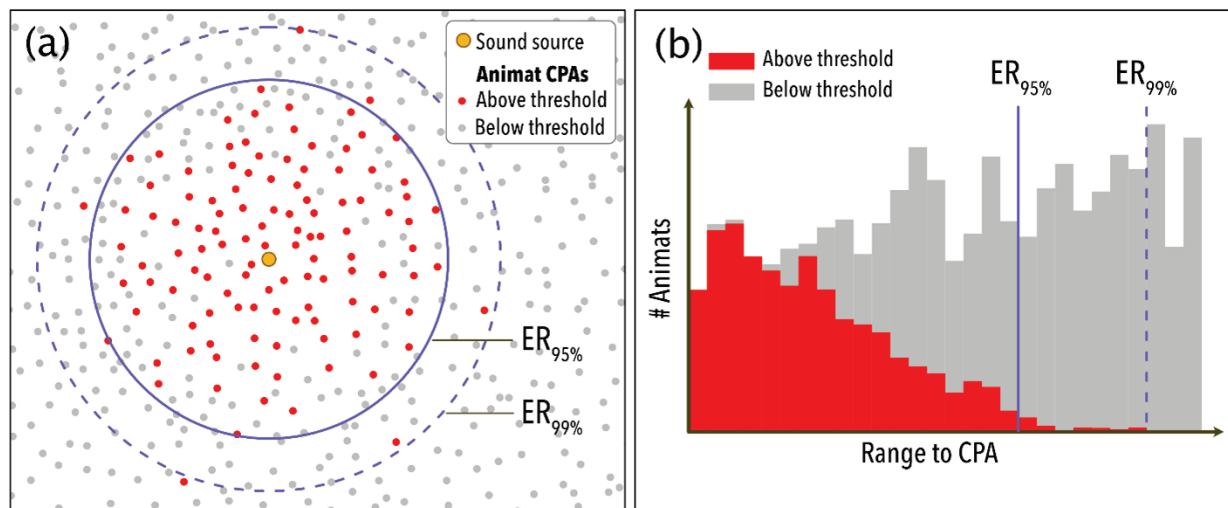 (a)
Sound source
Animat CPAs
Above threshold
Below threshold
ER95%
ER99%
(b)
Above threshold
Below threshold
ER95%
ER99%
# Animats
Range to CPA